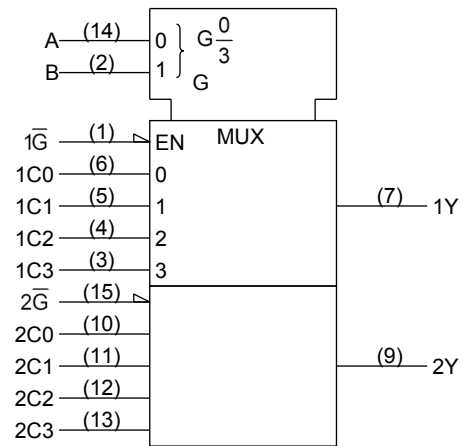 A (14) 0 G 0/3
B (2) 1 G
1G̅ (1) EN MUX
1C0 (6) 0
1C1 (5) 1 (7) 1Y
1C2 (4) 2
1C3 (3) 3
2G̅ (15)
2C0 (10)
2C1 (11) (9) 2Y
2C2 (12)
2C3 (13)